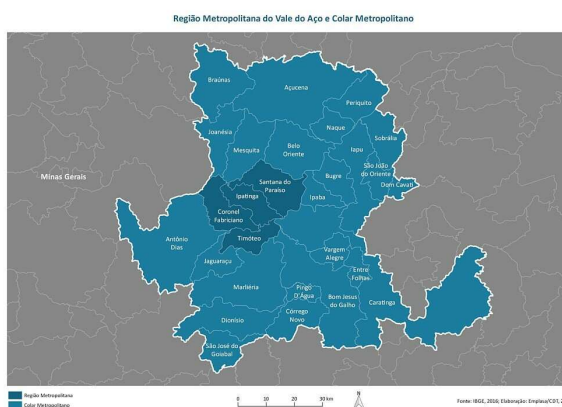 Região Metropolitana do Vale do Aço e Colar Metropolitano
Braúnas
Açucena
Periquito
Joanésia
Naque
Sobrália
Mesquita
Belo
Oriente
Iapu
São João
do Oriente
Bugre
Dom Cavati
Minas Gerais
Santana do
Paraíso
Ipatinga
Ipaba
Coronel
Fabriciano
Timóteo
Antônio
Dias
Vargem
Alegre
Jaguaraçu
Entre
Folhas
Marliéria
Pingo
D'Água
Bom Jesus
do Galho
Caratinga
Córrego
Novo
Dionísio
São José do
Goiabal
Região Metropolitana
Colar Metropolitano
0 10 20 30 km
N
Fonte: IBGE, 2016; Elaboração: Emplasa/CDT, 2